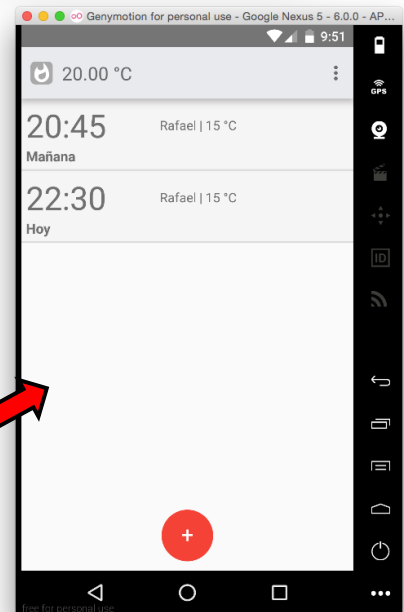 Genymotion for personal use - Google Nexus 5 - 6.0.0 - AP...
9:51
20.00 °C
GPS
20:45 Rafael | 15 °C
Mañana
22:30 Rafael | 15 °C
Hoy
ID
+
free for personal use